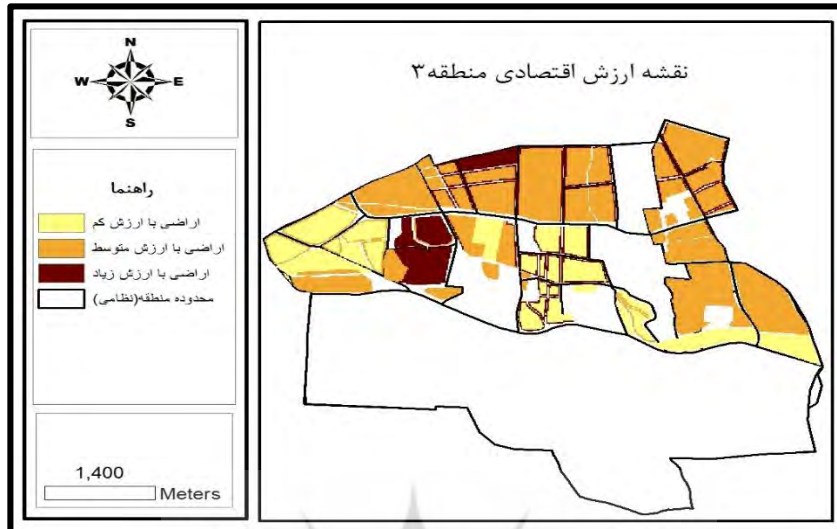 N
W E
S
نقشه ارزش اقتصادی منطقه۳
راهنما
اراضی با ارزش کم
اراضی با ارزش متوسط
اراضی با ارزش زیاد
محدوده منطقه(نظامی)
1,400
Meters